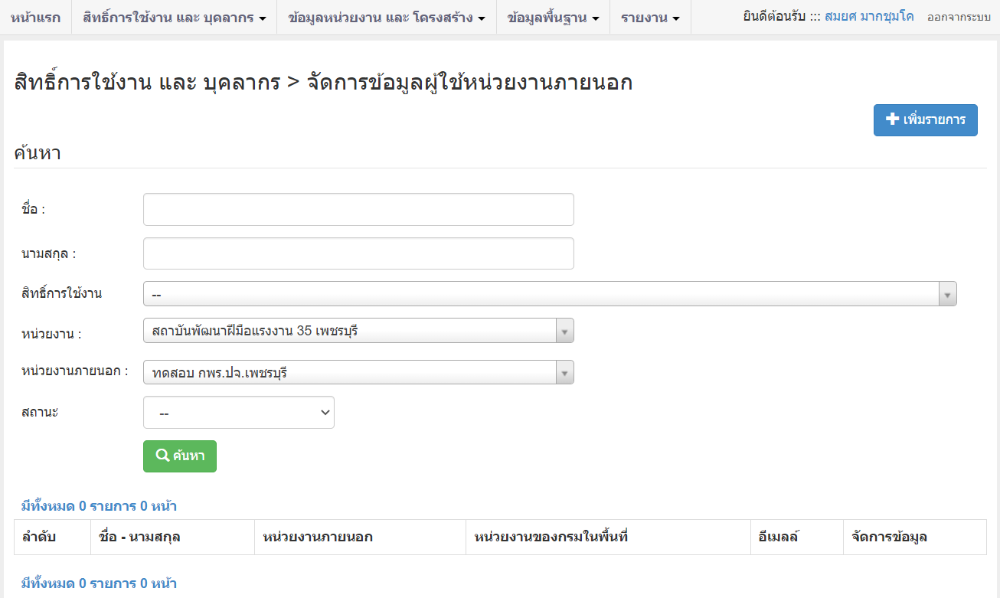 หน้าแรก สิทธิ์การใช้งาน และ บุคลากร ข้อมูลหน่วยงาน และ โครงสร้าง ข้อมูลพื้นฐาน รายงาน ยินดีต้อนรับ ::: สมยศ มากชุมโค ออกจากระบบ
สิทธิ์การใช้งาน และ บุคลากร > จัดการข้อมูลผู้ใช้หน่วยงานภายนอก
เพิ่มรายการ
ค้นหา
ชื่อ :
นามสกุล :
สิทธิ์การใช้งาน --
หน่วยงาน : สถาบันพัฒนาฝีมือแรงงาน 35 เพชรบุรี
หน่วยงานภายนอก : ทดสอบ กพร.ปจ.เพชรบุรี
สถานะ --
ค้นหา
มีทั้งหมด 0 รายการ 0 หน้า
ลำดับ ชื่อ - นามสกุล หน่วยงานภายนอก หน่วยงานของกรมในพื้นที่ อีเมลล์ จัดการข้อมูล
มีทั้งหมด 0 รายการ 0 หน้า